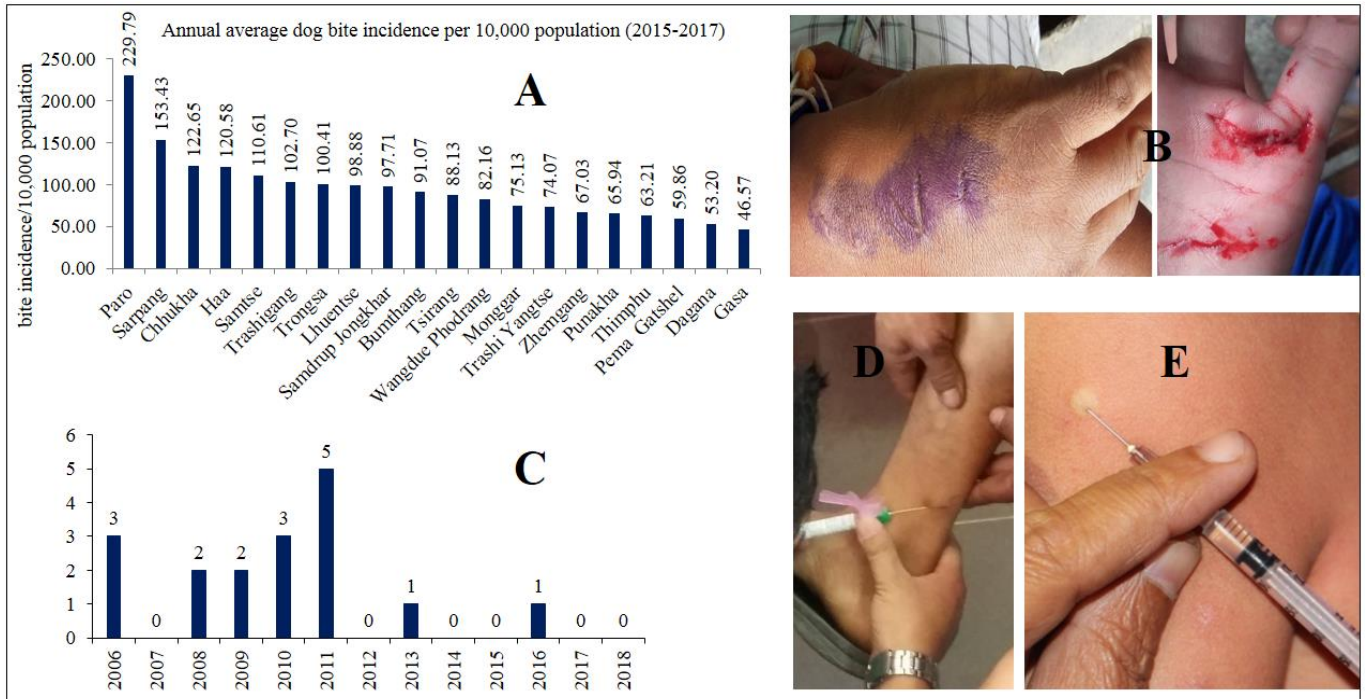 Annual average dog bite incidence per 10,000 population (2015-2017)
A
bite incidence/10,000 population
250.00
200.00
150.00
100.00
50.00
0.00
229.79
153.43
122.65
120.58
110.61
102.70
100.41
98.88
97.71
91.07
88.13
82.16
75.13
74.07
67.03
65.94
63.21
59.86
53.20
46.57
Paro
Sarpang
Chhukha
Haa
Samtse
Trashigang
Trongsa
Lhuentse
Samdrup Jongkhar
Bumthang
Tsirang
Wangdue Phodrang
Monggar
Trashi Yangtse
Zhemgang
Punakha
Thimphu
Pema Gatshel
Dagana
Gasa
B
C
6
5
4
3
2
1
0
3
0
2
2
3
5
0
1
0
0
1
0
0
2006
2007
2008
2009
2010
2011
2012
2013
2014
2015
2016
2017
2018
D
E